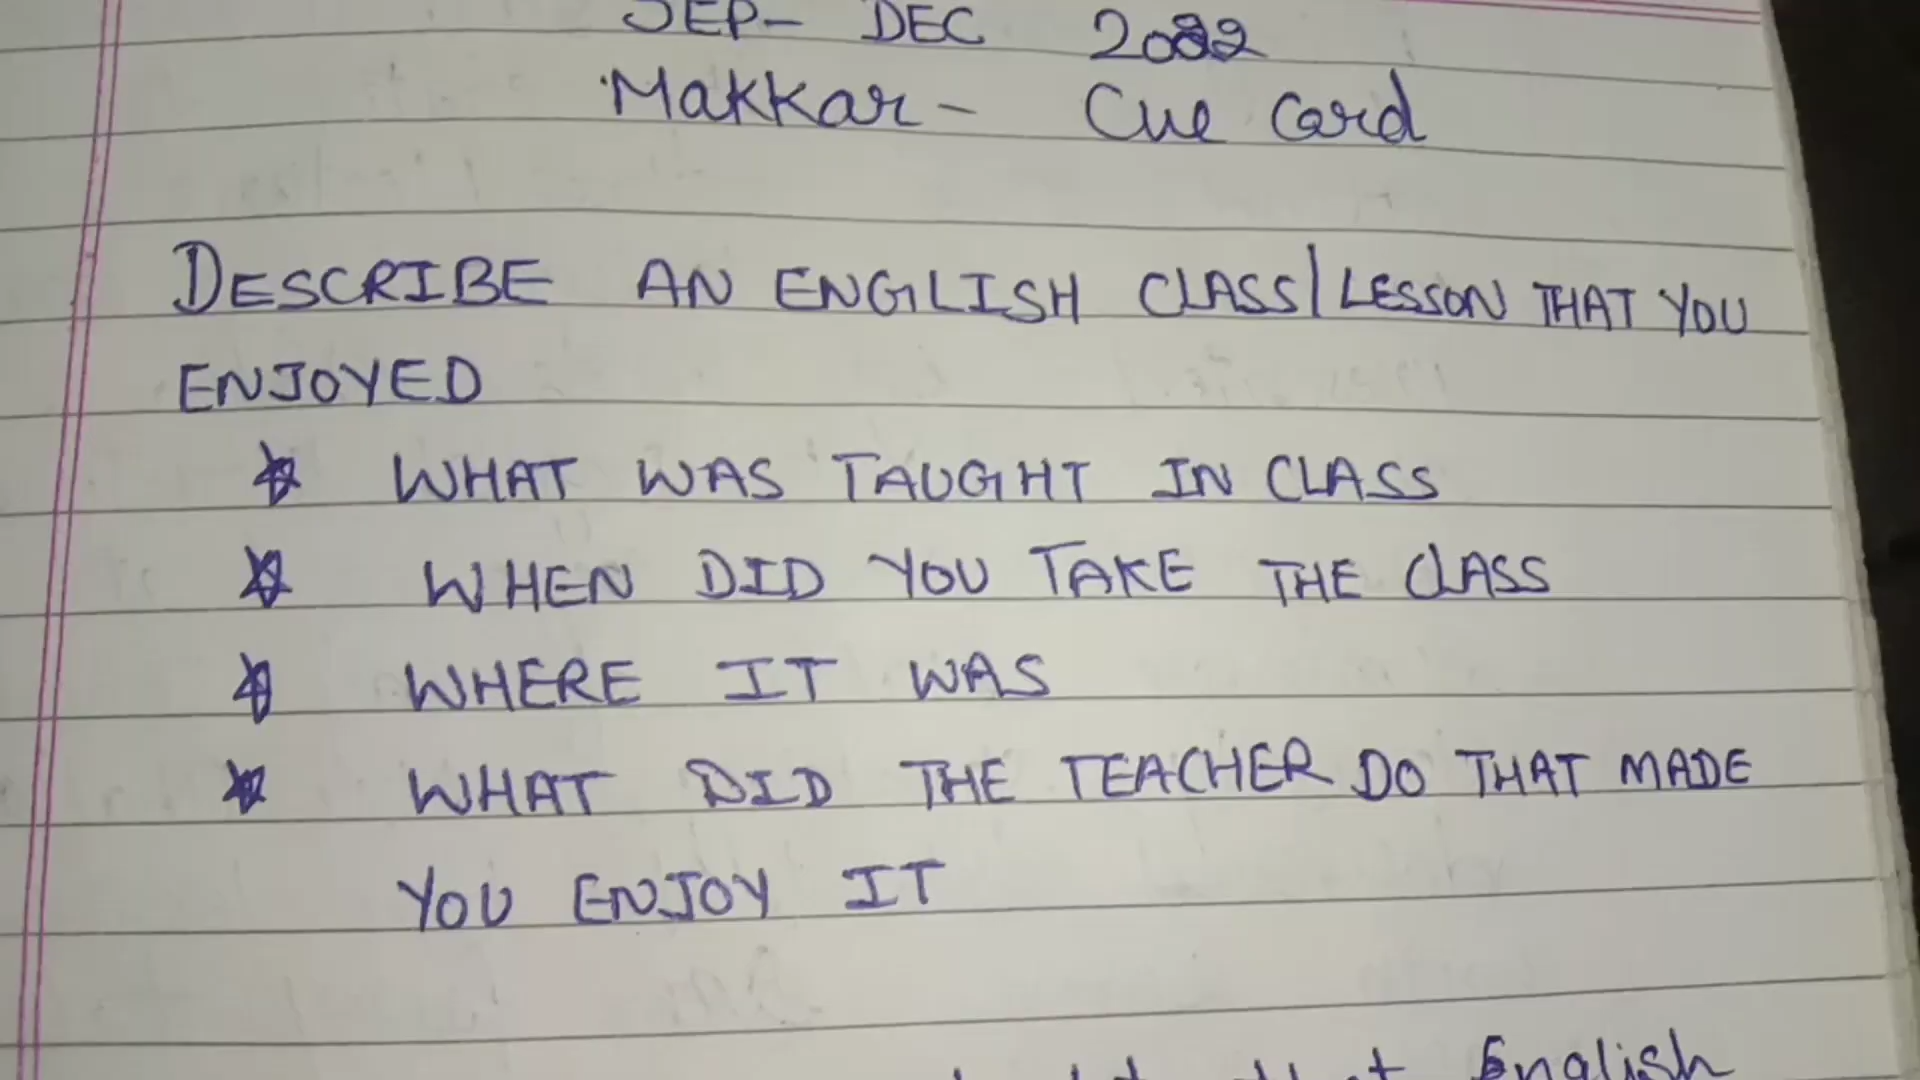 SEP- DEC 2022
Makkar- Cue Card
DESCRIBE AN ENGLISH CLASS/LESSON THAT YOU
ENJOYED
WHAT WAS TAUGHT IN CLASS
WHEN DID YOU TAKE THE CLASS
WHERE IT WAS
WHAT DID THE TEACHER DO THAT MADE
YOU ENJOY IT
that English